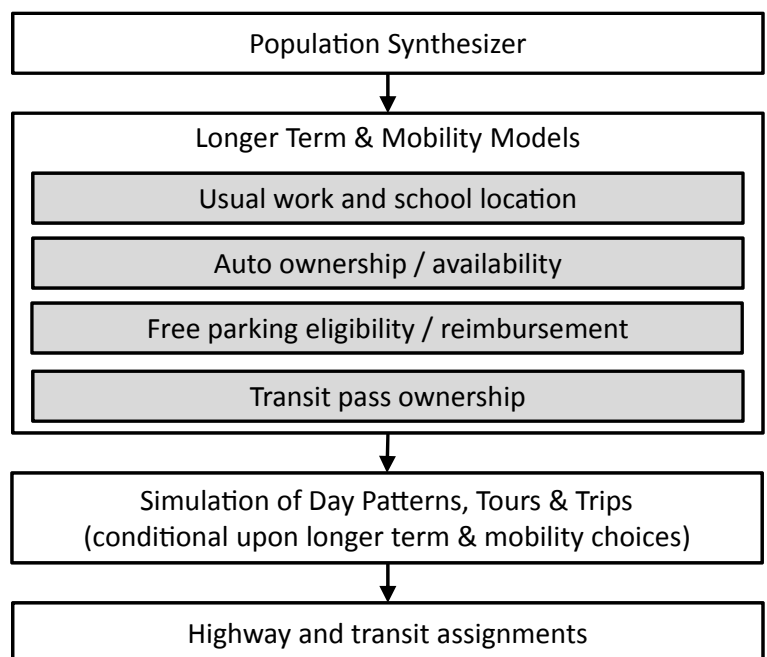 Population Synthesizer
Longer Term & Mobility Models
Usual work and school location
Auto ownership / availability
Free parking eligibility / reimbursement
Transit pass ownership
Simulation of Day Patterns, Tours & Trips
(conditional upon longer term & mobility choices)
Highway and transit assignments